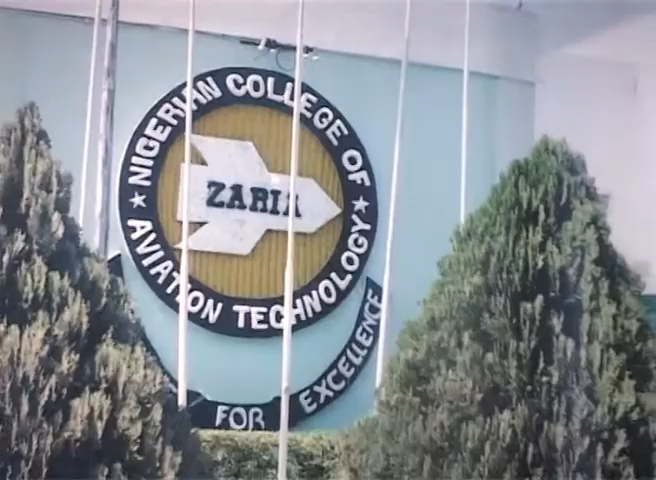 NIGERIAN COLLEGE OF
AVIATION TECHNOLOGY
ZARIA
FOR EXCELLENCE